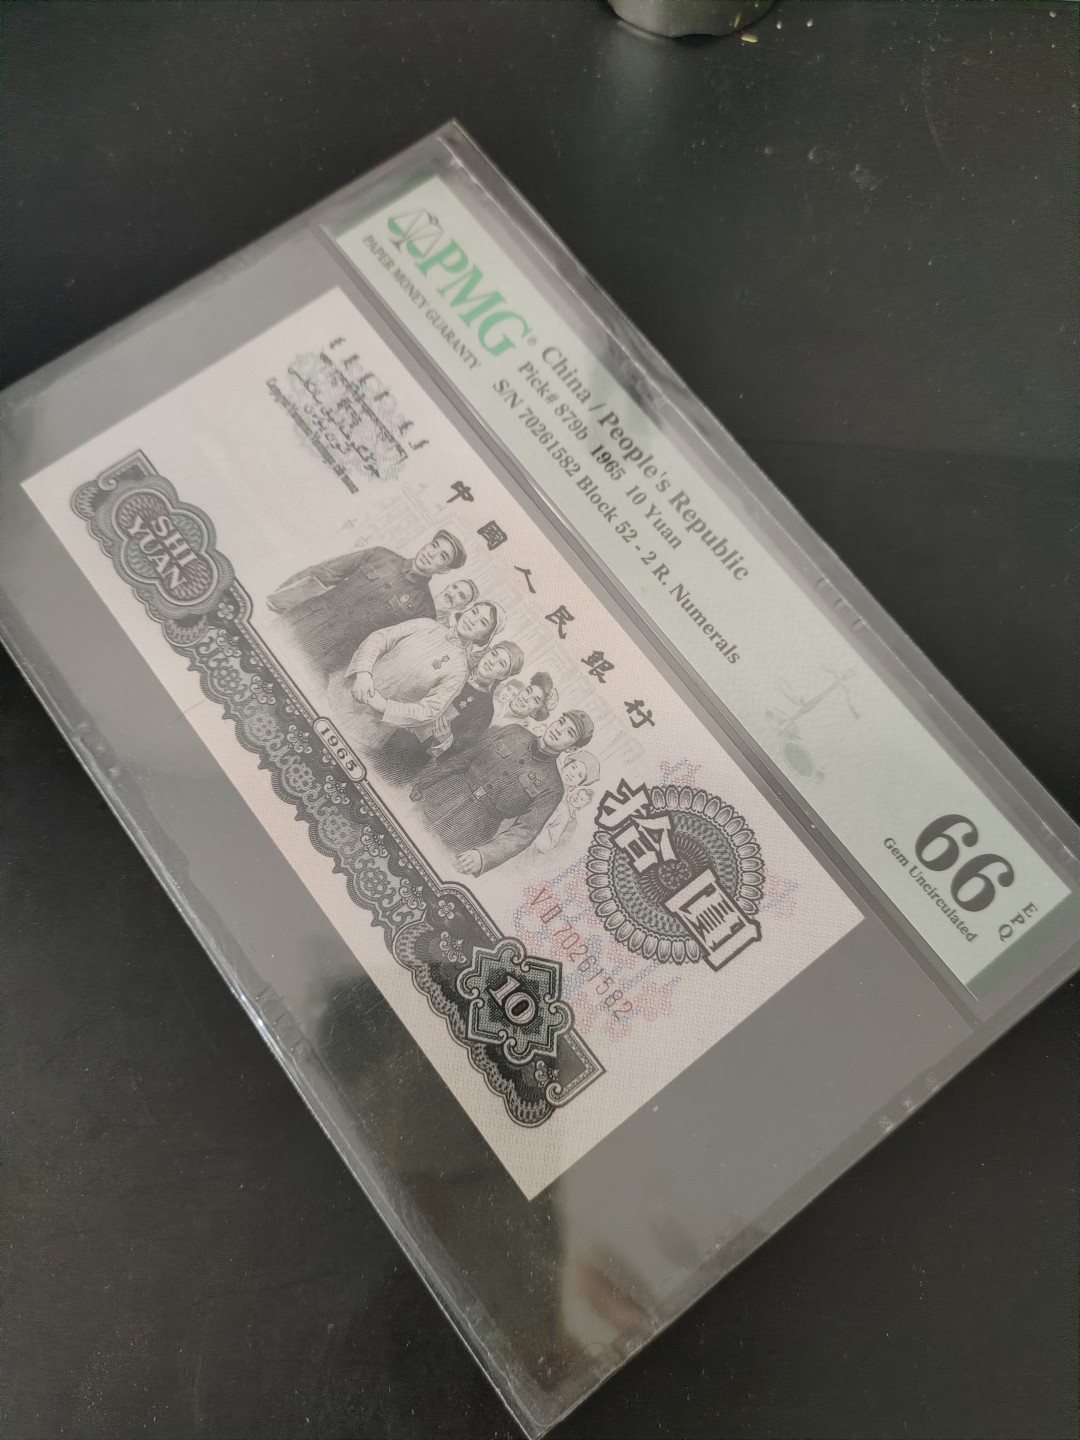 PMG®
PAPER MONEY GUARANTY
China / People's Republic
Pick# 879b 1965 10 Yuan
S/N 70261582 Block 52 - 2 R. Numerals
66 EPQ
Gem Uncirculated
中國人民銀行
拾圓
VD 70261582
1965
SHI
YUAN
10